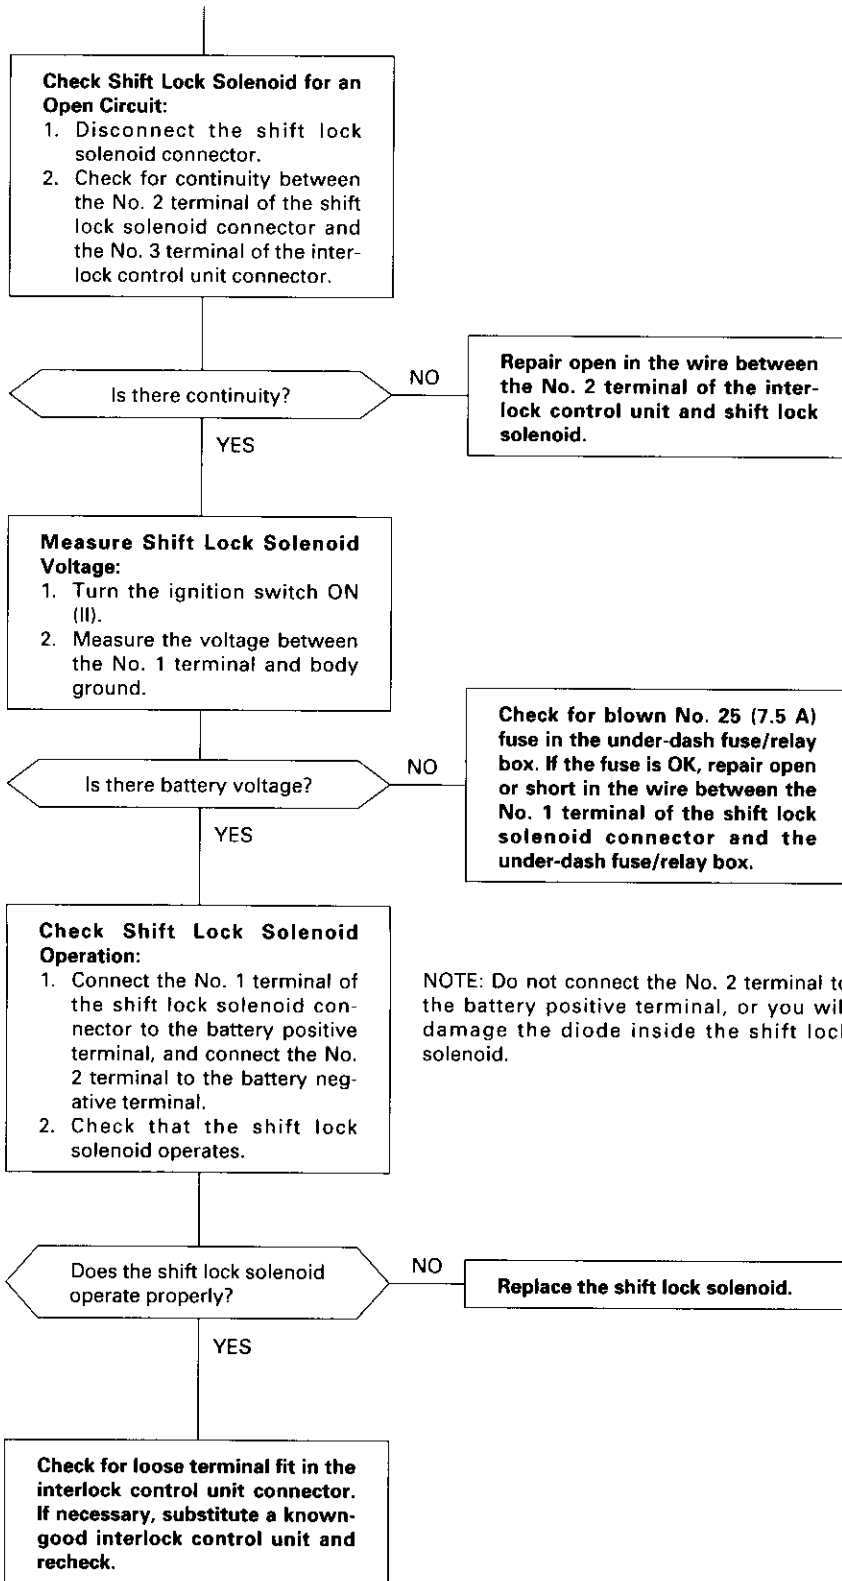 Check Shift Lock Solenoid for an
Open Circuit:
1. Disconnect the shift lock
solenoid connector.
2. Check for continuity between
the No. 2 terminal of the shift
lock solenoid connector and
the No. 3 terminal of the inter-
lock control unit connector.
Is there continuity?
NO
Repair open in the wire between
the No. 2 terminal of the inter-
lock control unit and shift lock
solenoid.
YES
Measure Shift Lock Solenoid
Voltage:
1. Turn the ignition switch ON
(II).
2. Measure the voltage between
the No. 1 terminal and body
ground.
Is there battery voltage?
NO
Check for blown No. 25 (7.5 A)
fuse in the under-dash fuse/relay
box. If the fuse is OK, repair open
or short in the wire between the
No. 1 terminal of the shift lock
solenoid connector and the
under-dash fuse/relay box.
YES
Check Shift Lock Solenoid
Operation:
1. Connect the No. 1 terminal of
the shift lock solenoid con-
nector to the battery positive
terminal, and connect the No.
2 terminal to the battery neg-
ative terminal.
2. Check that the shift lock
solenoid operates.
NOTE: Do not connect the No. 2 terminal to
the battery positive terminal, or you wil
damage the diode inside the shift lock
solenoid.
Does the shift lock solenoid
operate properly?
NO
Replace the shift lock solenoid.
YES
Check for loose terminal fit in the
interlock control unit connector.
If necessary, substitute a known-
good interlock control unit and
recheck.